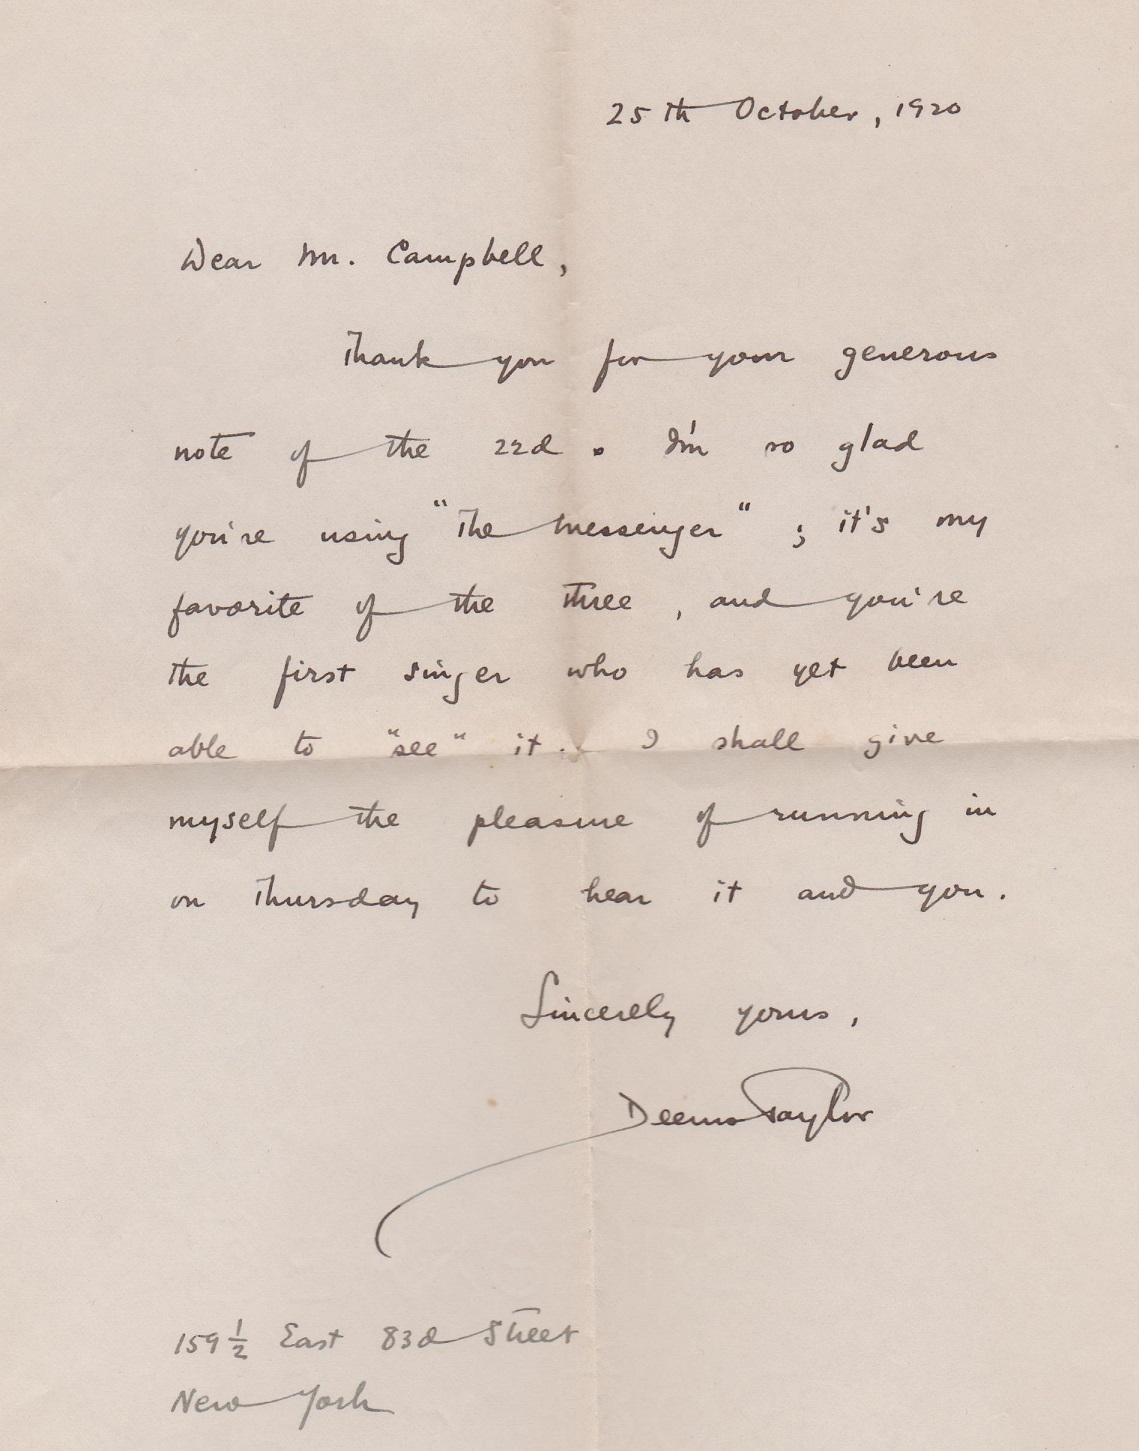 25th October, 1920
Dear Mr. Campbell,
Thank you for your generous
note of the 22d. I'm so glad
you're using "The Messenger"; it's my
favorite of the three, and you're
the first singer who has yet been
able to "see" it. I shall give
myself the pleasure of running in
on Thursday to hear it and you.
Sincerely yours,
Deems Taylor
159½ East 83d Street
New York